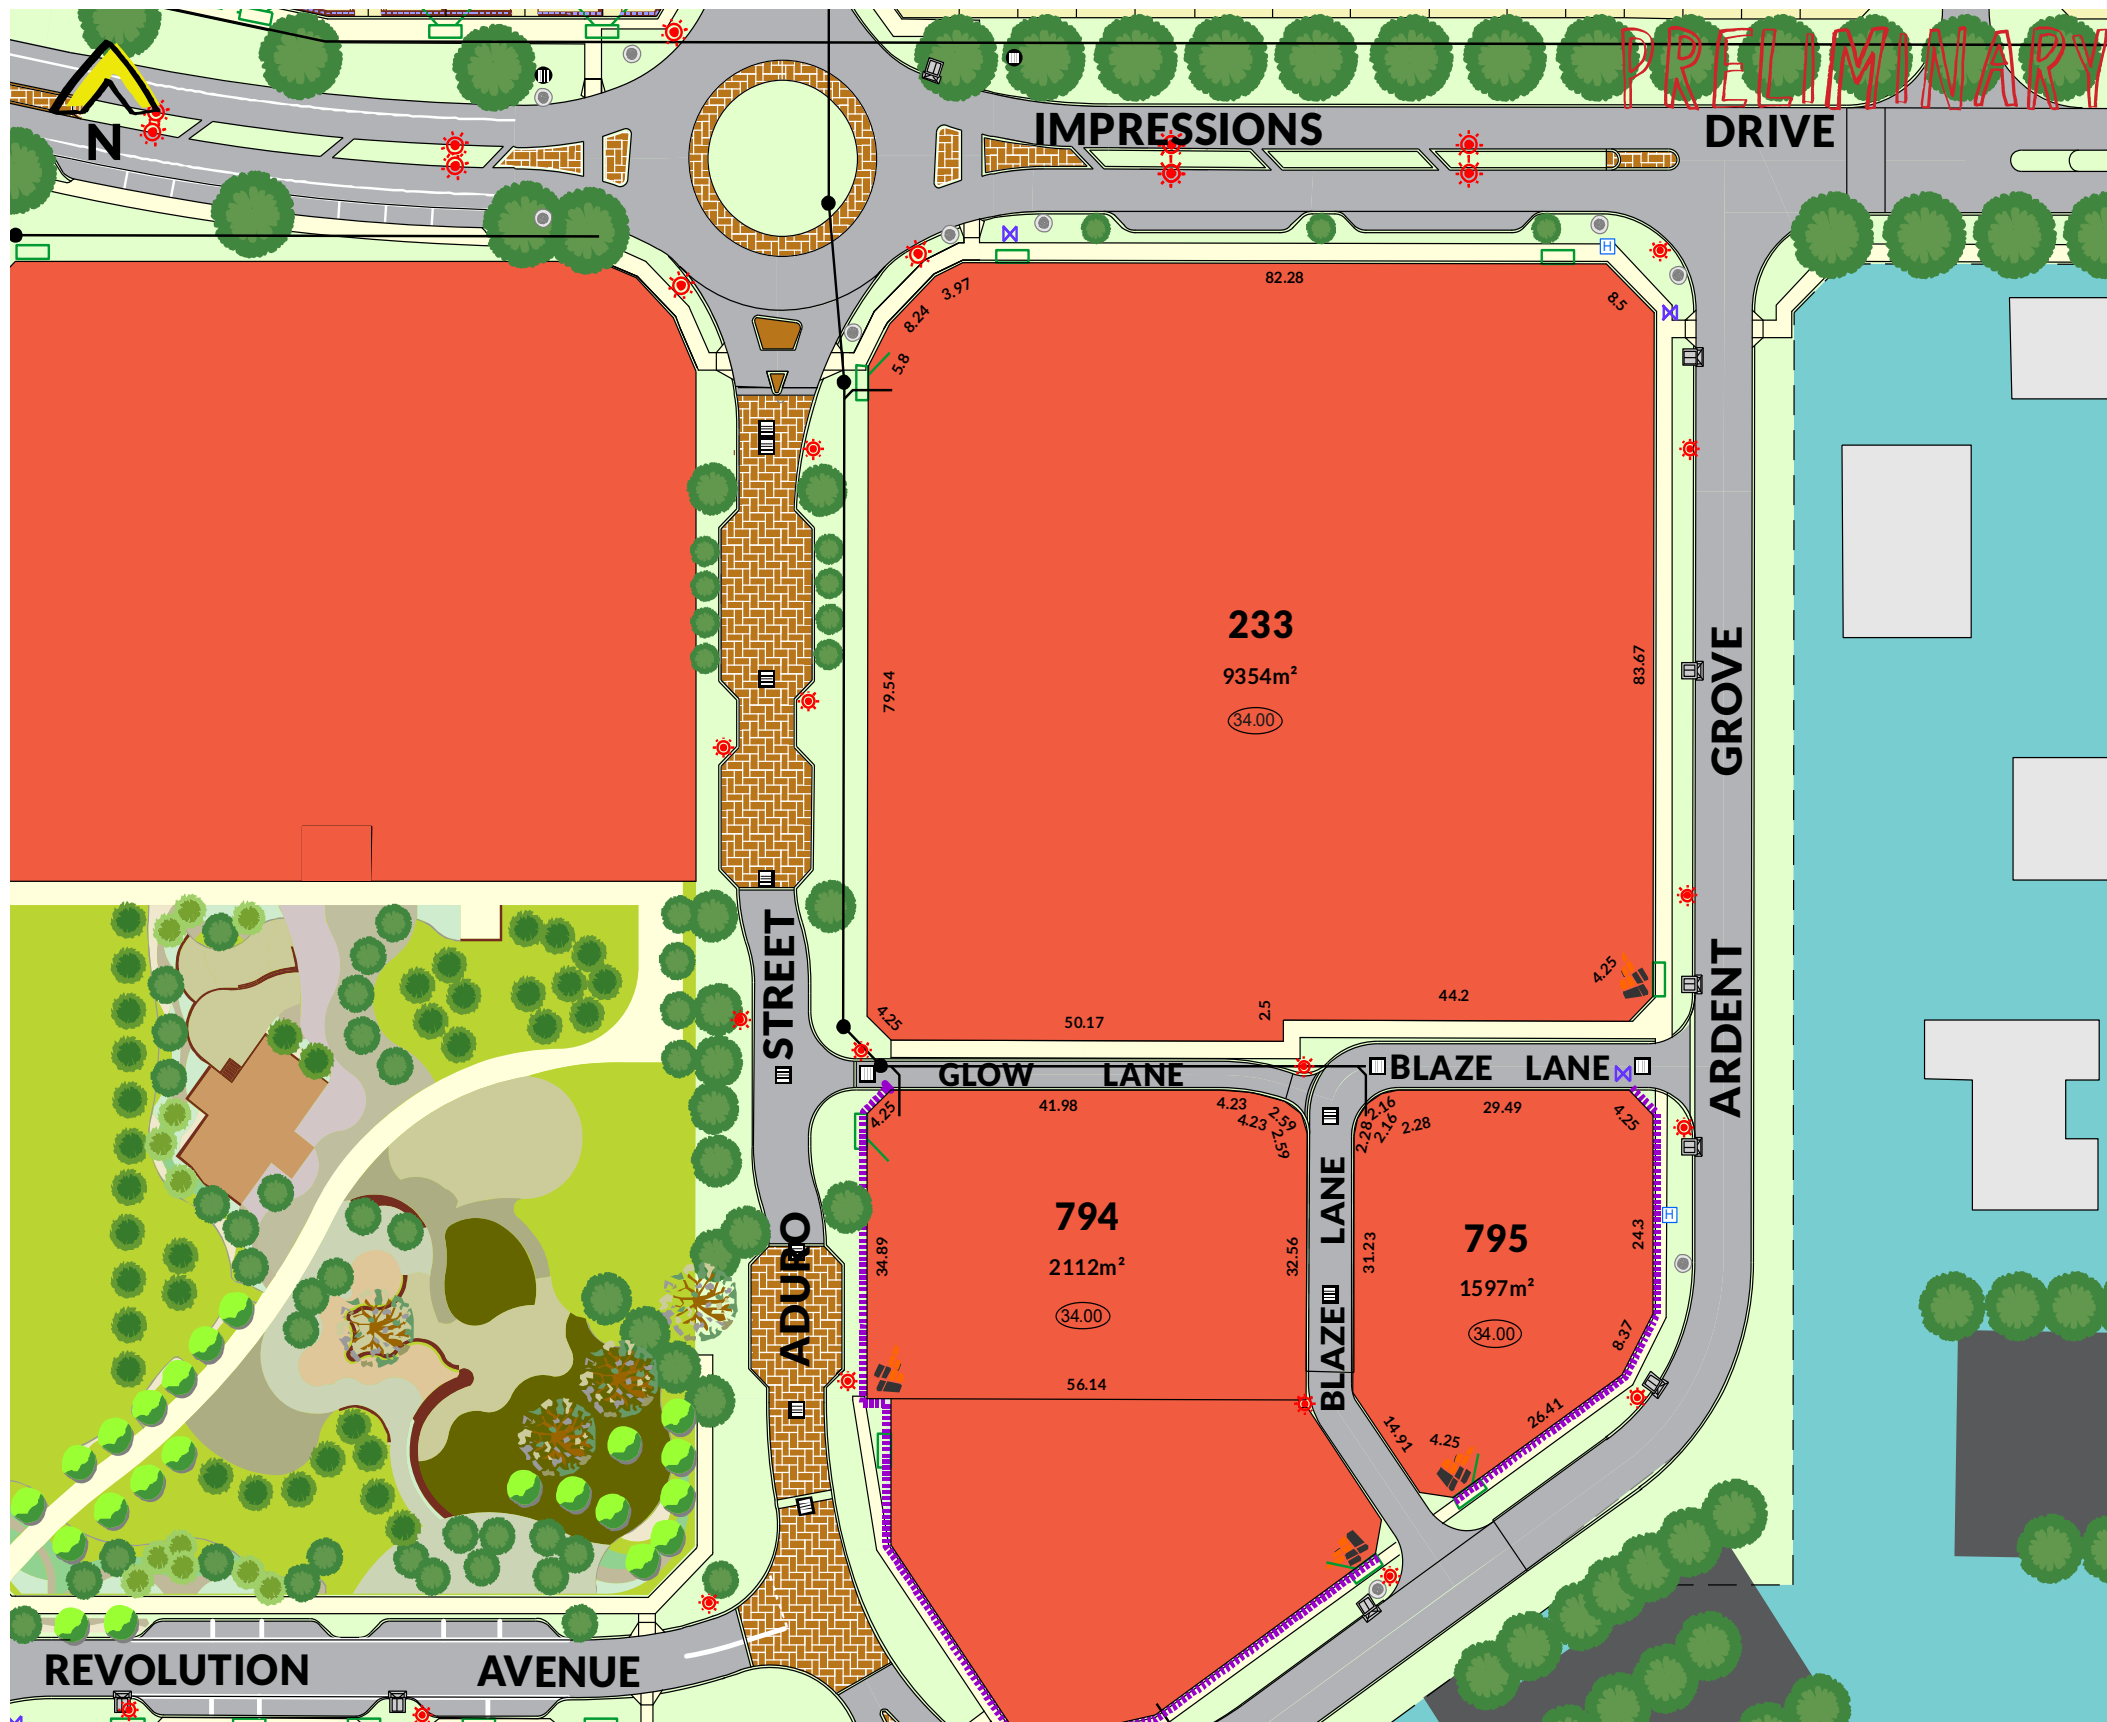 PRELIMINARY
N
IMPRESSIONS DRIVE
82.28
3.97
8.24
5.8
8.5
233
9354m²
34.00
79.54
83.67
GROVE
ARDENT
4.25
44.2
2.5
4.25
50.17
STREET
ADURO
GLOW LANE
BLAZE LANE
41.98
4.23
4.23
2.59
2.59
4.25
2.16
2.16
2.28
2.28
29.49
4.25
BLAZE LANE
794
2112m²
34.00
34.89
32.56
56.14
795
1597m²
34.00
31.23
24.3
8.37
26.41
14.91
4.25
H
H
REVOLUTION AVENUE